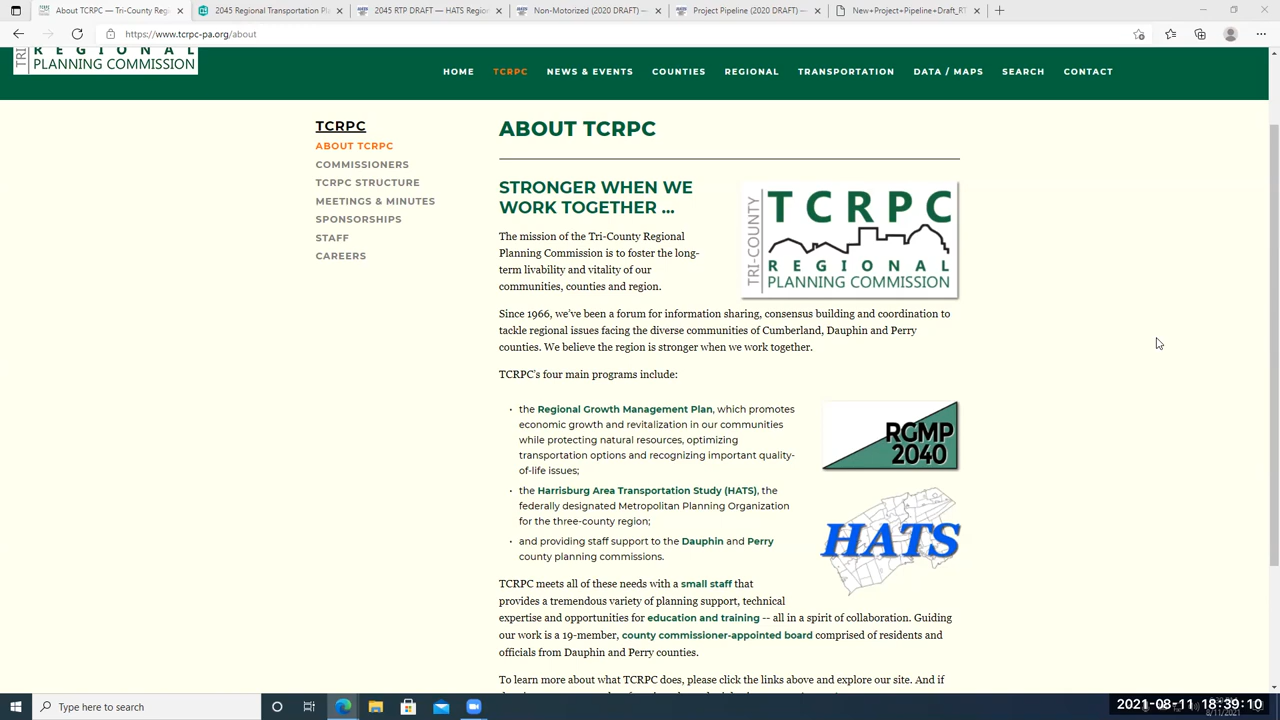 About TCRPC — Tri-County Re
2045 Regional Transportation Pl
2045 RTP DRAFT — HATS Region
Non-Motorized (2020 DRAFT) —
Project Pipeline (2020 DRAFT) —
New+Project+Pipeline+Draft_RT
https://www.tcrpc-pa.org/about
TRI- REGIONAL
PLANNING COMMISSION
HOME TCRPC NEWS & EVENTS COUNTIES REGIONAL TRANSPORTATION DATA / MAPS SEARCH CONTACT
TCRPC
ABOUT TCRPC
COMMISSIONERS
TCRPC STRUCTURE
MEETINGS & MINUTES
SPONSORSHIPS
STAFF
CAREERS
ABOUT TCRPC
STRONGER WHEN WE
WORK TOGETHER ...
The mission of the Tri-County Regional
Planning Commission is to foster the long-
term livability and vitality of our
communities, counties and region.
TRI-COUNTY
TCRPC
REGIONAL
PLANNING COMMISSION
Since 1966, we've been a forum for information sharing, consensus building and coordination to
tackle regional issues facing the diverse communities of Cumberland, Dauphin and Perry
counties. We believe the region is stronger when we work together.
TCRPC's four main programs include:
• the Regional Growth Management Plan, which promotes
economic growth and revitalization in our communities
while protecting natural resources, optimizing
transportation options and recognizing important quality-
of-life issues;
RGMP
2040
• the Harrisburg Area Transportation Study (HATS), the
federally designated Metropolitan Planning Organization
for the three-county region;
HATS
• and providing staff support to the Dauphin and Perry
county planning commissions.
TCRPC meets all of these needs with a small staff that
provides a tremendous variety of planning support, technical
expertise and opportunities for education and training -- all in a spirit of collaboration. Guiding
our work is a 19-member, county commissioner-appointed board comprised of residents and
officials from Dauphin and Perry counties.
To learn more about what TCRPC does, please click the links above and explore our site. And if
Type here to search
2021-08-11 18:39:10